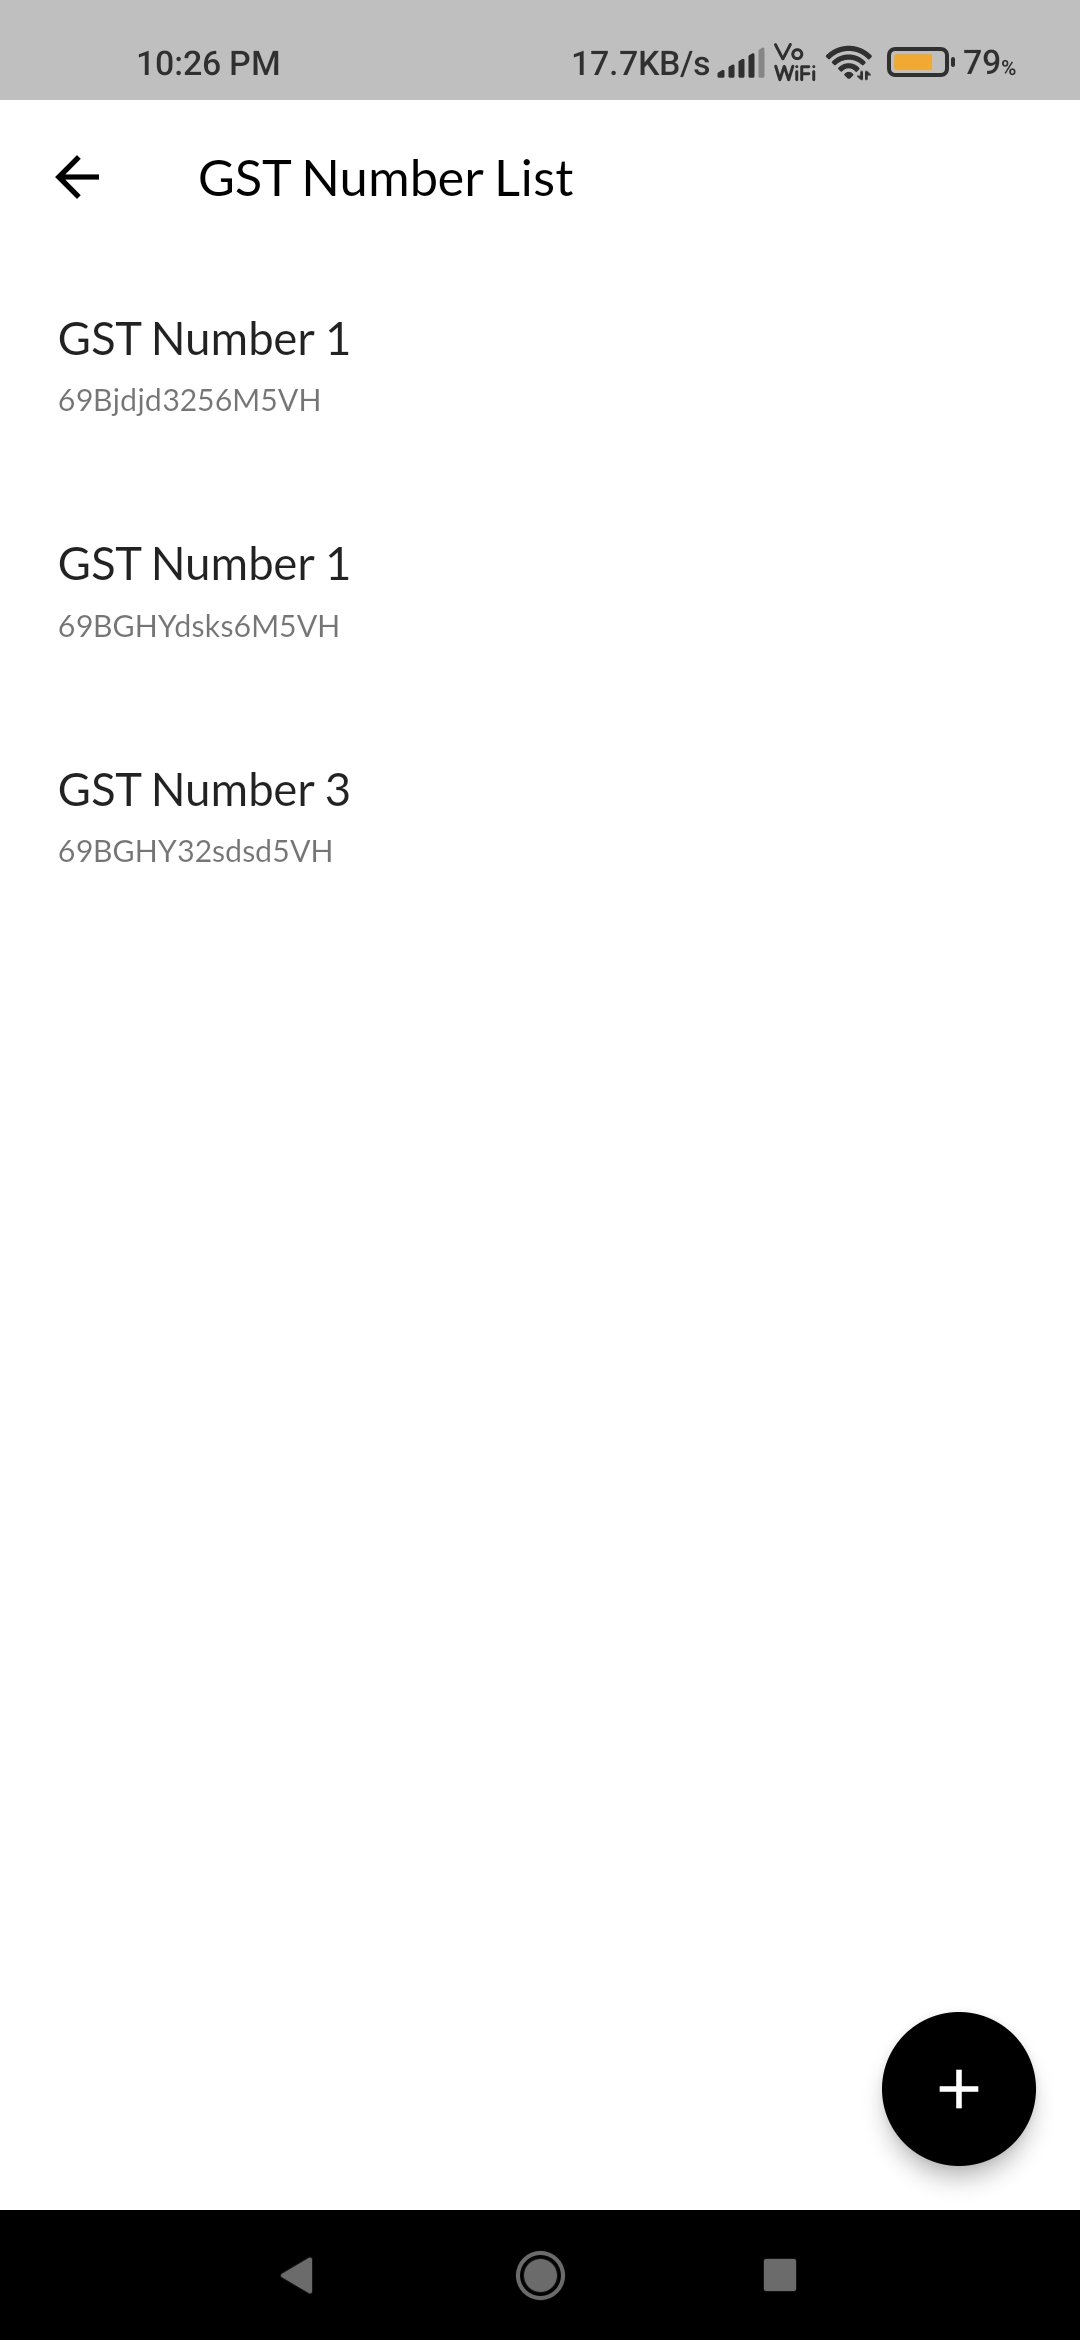 10:26 PM 17.7KB/s Vo WiFi 79%
GST Number List
GST Number 1
69Bjdjd3256M5VH
GST Number 1
69BGHYdsks6M5VH
GST Number 3
69BGHY32sdsd5VH